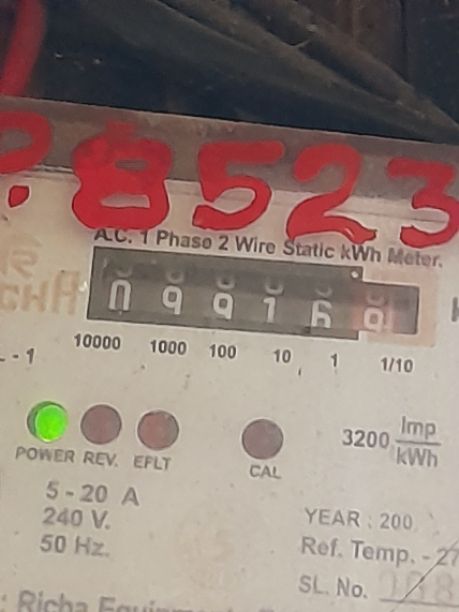 8523
A.C. 1 Phase 2 Wire Static kWh Meter.
0 9 9 1 6
10000 1000 100 10 1 1/10
POWER REV. EFLT CAL
3200 Imp/kWh
5 - 20 A
240 V.
50 Hz.
YEAR : 200
Ref. Temp. - 27
SL. No.
: Richa